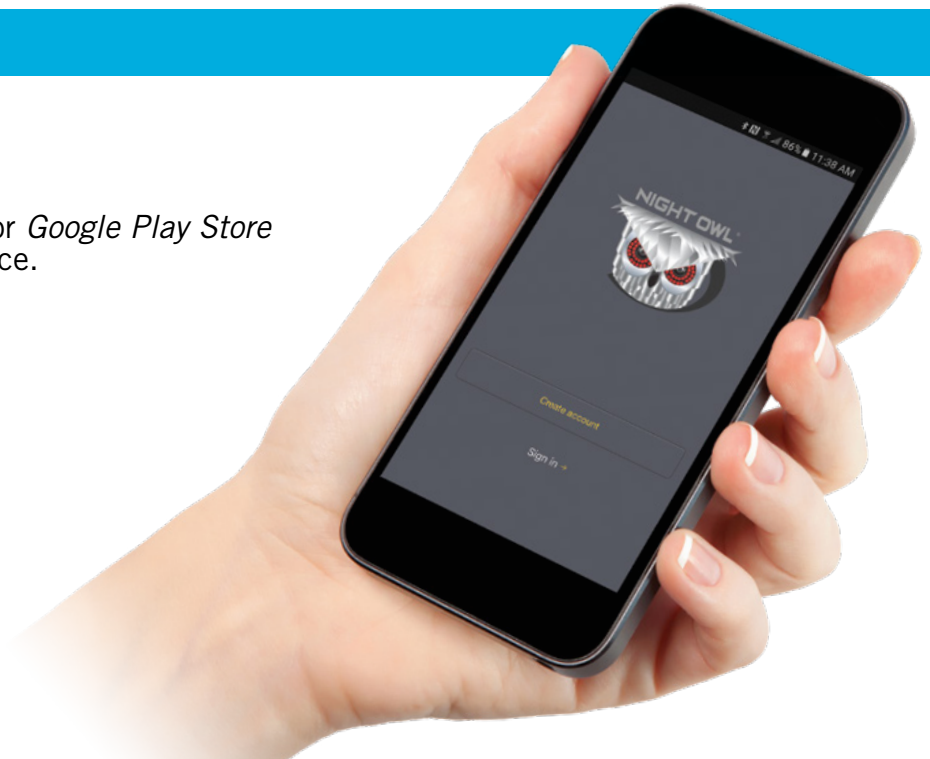 or Google Play Store
ce.
86% 11:38 AM
NIGHT OWL
Create account
Sign in →